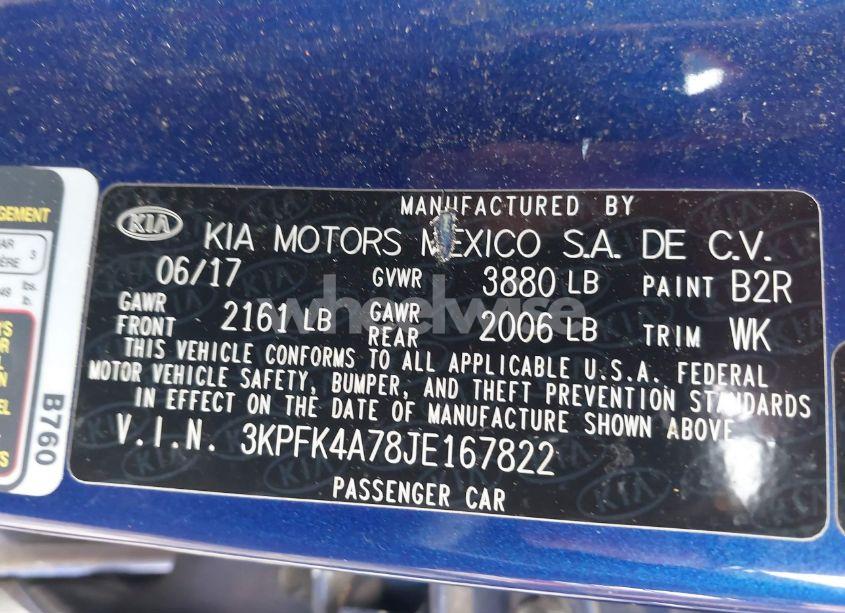 MANUFACTURED BY
KIA
KIA MOTORS MEXICO S.A. DE C.V.
06/17 GVWR 3880 LB PAINT B2R
GAWR FRONT 2161 LB GAWR REAR 2006 LB TRIM WK
THIS VEHICLE CONFORMS TO ALL APPLICABLE U.S.A. FEDERAL
MOTOR VEHICLE SAFETY, BUMPER, AND THEFT PREVENTION STANDARDS
IN EFFECT ON THE DATE OF MANUFACTURE SHOWN ABOVE
V.I.N. 3KPFK4A78JE167822
PASSENGER CAR
B760
wheelwise